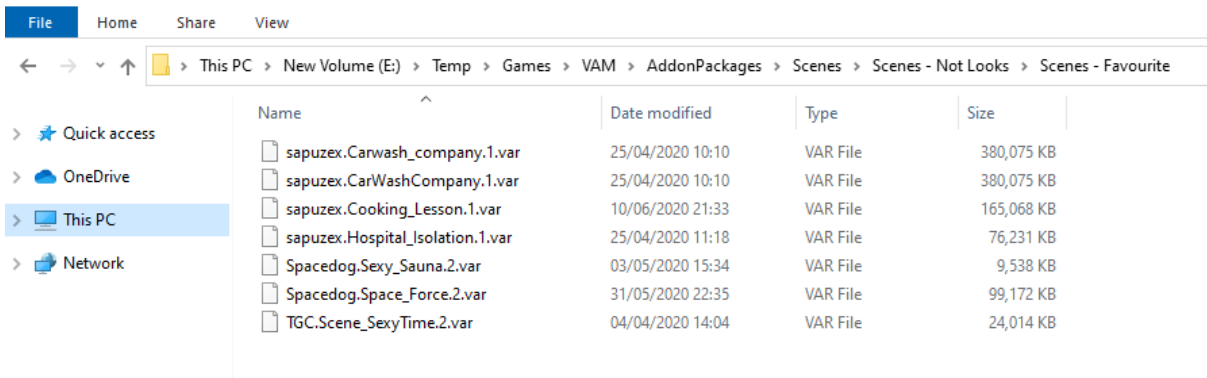 File Home Share View
This PC > New Volume (E:) > Temp > Games > VAM > AddonPackages > Scenes > Scenes - Not Looks > Scenes - Favourite
Name Date modified Type Size
Quick access
OneDrive
This PC
Network
sapuzex.Carwash_company.1.var 25/04/2020 10:10 VAR File 380,075 KB
sapuzex.CarWashCompany.1.var 25/04/2020 10:10 VAR File 380,075 KB
sapuzex.Cooking_Lesson.1.var 10/06/2020 21:33 VAR File 165,068 KB
sapuzex.Hospital_Isolation.1.var 25/04/2020 11:18 VAR File 76,231 KB
Spacedog.Sexy_Sauna.2.var 03/05/2020 15:34 VAR File 9,538 KB
Spacedog.Space_Force.2.var 31/05/2020 22:35 VAR File 99,172 KB
TGC.Scene_SexyTime.2.var 04/04/2020 14:04 VAR File 24,014 KB